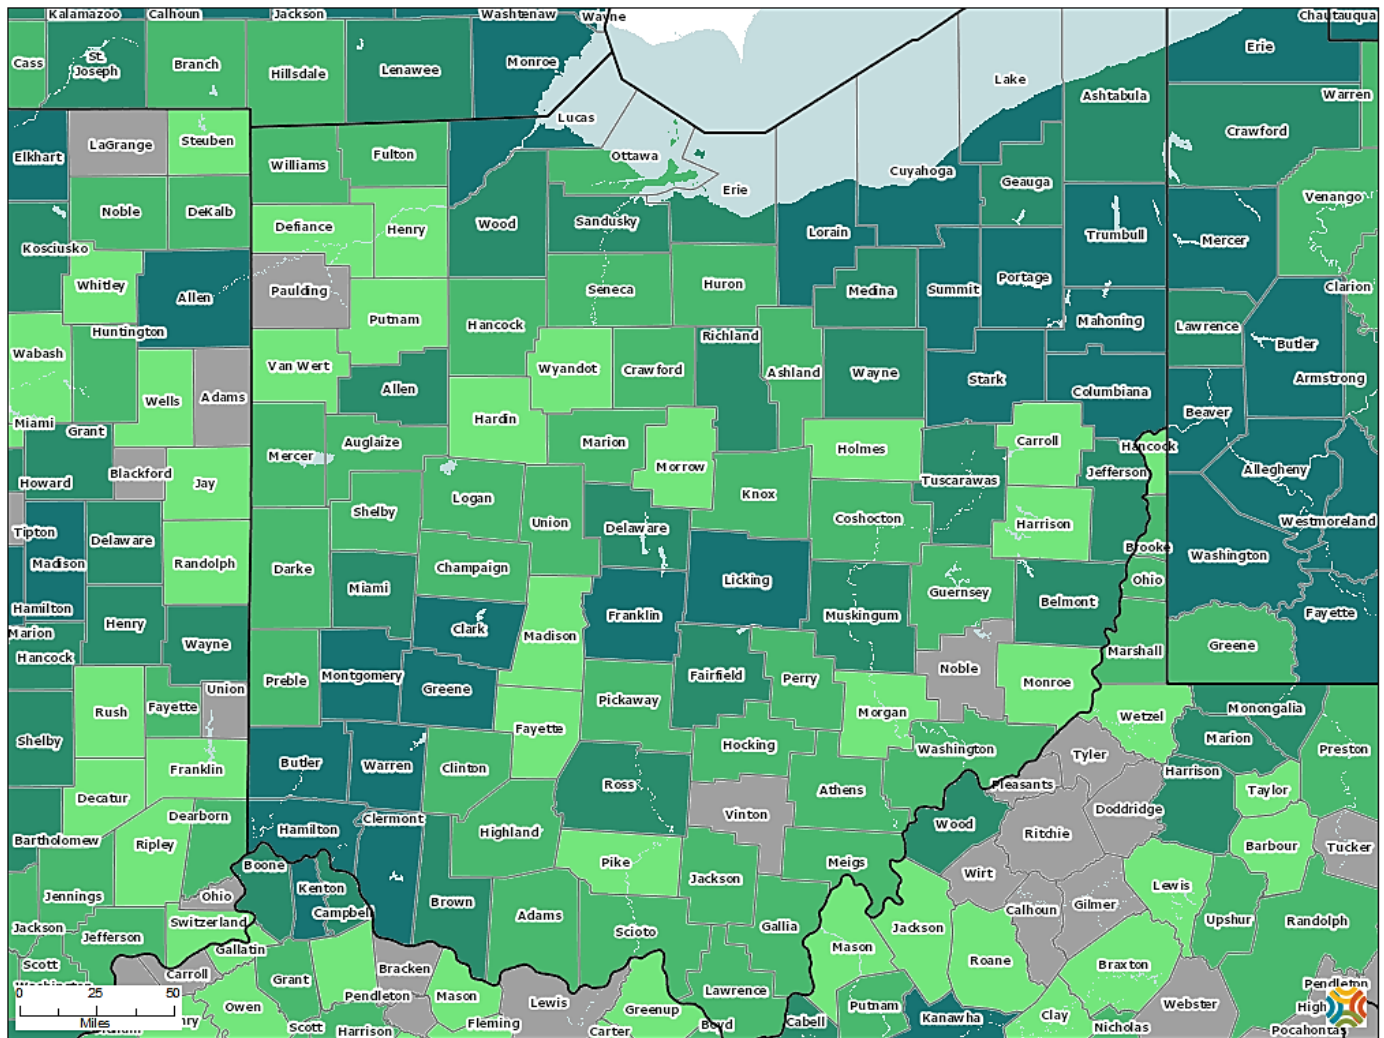 Kalamazoo
Calhoun
Jackson
Washtenaw
Wayne
Chautauqua
Cass
St.
Joseph
Branch
Hillsdale
Lenawee
Monroe
Lake
Erie
Ashtabula
Warren
Lucas
Crawford
Elkhart
LaGrange
Steuben
Williams
Fulton
Ottawa
Erie
Cuyahoga
Geauga
Venango
Noble
DeKalb
Defiance
Henry
Wood
Sandusky
Lorain
Trumbull
Mercer
Kosciusko
Whitley
Allen
Paulding
Putnam
Seneca
Huron
Medina
Summit
Portage
Clarion
Huntington
Hancock
Richland
Mahoning
Lawrence
Butler
Wabash
Van Wert
Allen
Wyandot
Crawford
Ashland
Wayne
Stark
Columbiana
Armstrong
Wells
Adams
Hardin
Beaver
Miami
Grant
Mercer
Auglaize
Marion
Morrow
Holmes
Carroll
Hancock
Howard
Blackford
Jay
Logan
Knox
Tuscarawas
Jefferson
Allegheny
Tipton
Delaware
Shelby
Union
Delaware
Coshocton
Harrison
Westmoreland
Madison
Randolph
Darke
Miami
Champaign
Licking
Guernsey
Brooke
Ohio
Washington
Hamilton
Henry
Clark
Madison
Franklin
Muskingum
Belmont
Fayette
Marion
Hancock
Wayne
Marshall
Greene
Union
Preble
Montgomery
Greene
Fairfield
Perry
Noble
Monroe
Rush
Fayette
Fayette
Pickaway
Morgan
Wetzel
Monongalia
Shelby
Franklin
Butler
Warren
Clinton
Hocking
Washington
Tyler
Marion
Preston
Decatur
Ross
Athens
Pleasants
Harrison
Taylor
Dearborn
Hamilton
Clermont
Highland
Vinton
Wood
Ritchie
Doddridge
Bartholomew
Ripley
Boone
Pike
Meigs
Wirt
Barbour
Tucker
Jennings
Ohio
Kenton
Brown
Adams
Jackson
Calhoun
Gilmer
Lewis
Jackson
Jefferson
Switzerland
Campbell
Scioto
Gallia
Mason
Jackson
Upshur
Randolph
Scott
Carroll
Gallatin
Grant
Bracken
Lawrence
Roane
Braxton
Pendleton
Owen
Pendleton
Mason
Lewis
Greenup
Putnam
Webster
High
Scott
Harrison
Fleming
Carter
Boyd
Cabell
Kanawha
Clay
Nicholas
Pocahontas
0 25 50
Miles